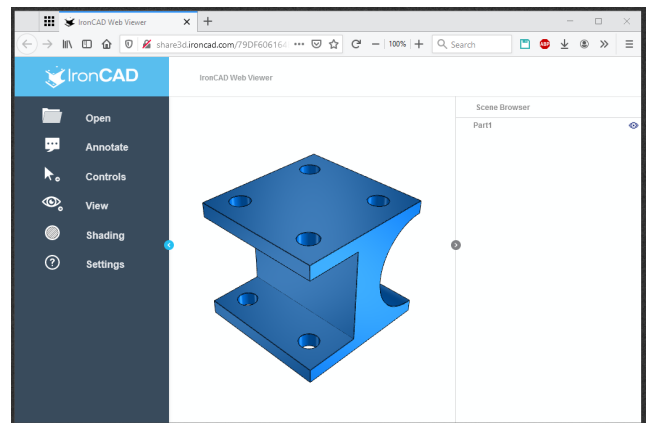 IronCAD Web Viewer
share3d.ironcad.com/79DF606164
100%
Search
ABP
IronCAD
IronCAD Web Viewer
Scene Browser
Part1
Open
Annotate
Controls
View
Shading
Settings